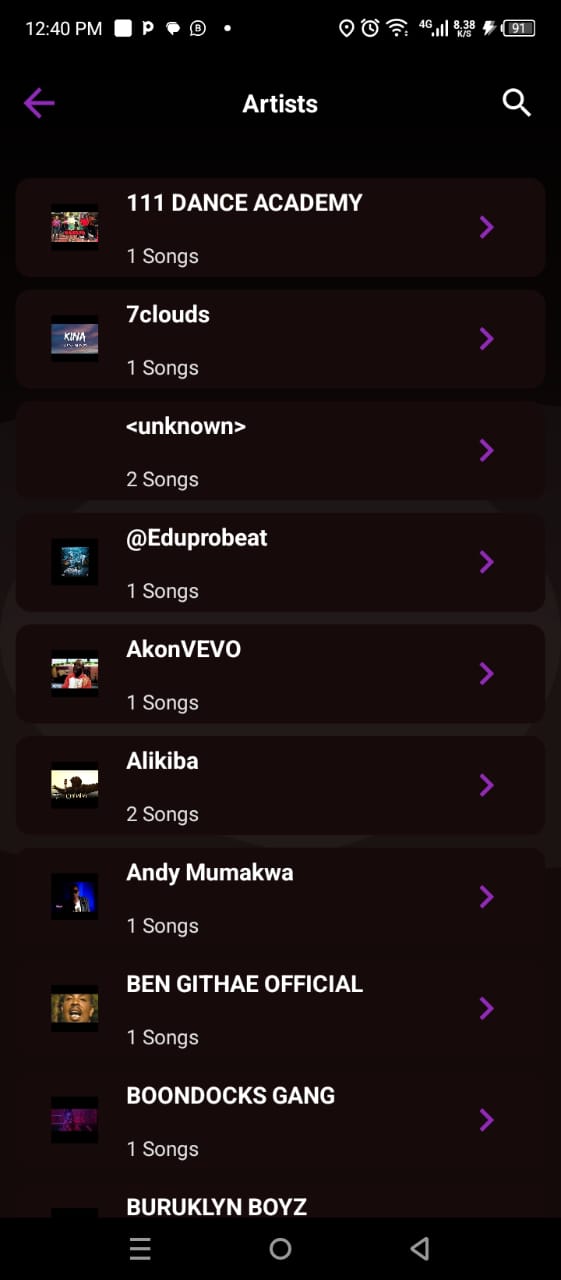 12:40 PM
4G
8.38
K/S
91
Artists
111 DANCE ACADEMY
1 Songs
7clouds
KINA
1 Songs
<unknown>
2 Songs
@Eduprobeat
1 Songs
AkonVEVO
1 Songs
Alikiba
2 Songs
Andy Mumakwa
1 Songs
BEN GITHAE OFFICIAL
1 Songs
BOONDOCKS GANG
1 Songs
BURUKLYN BOYZ